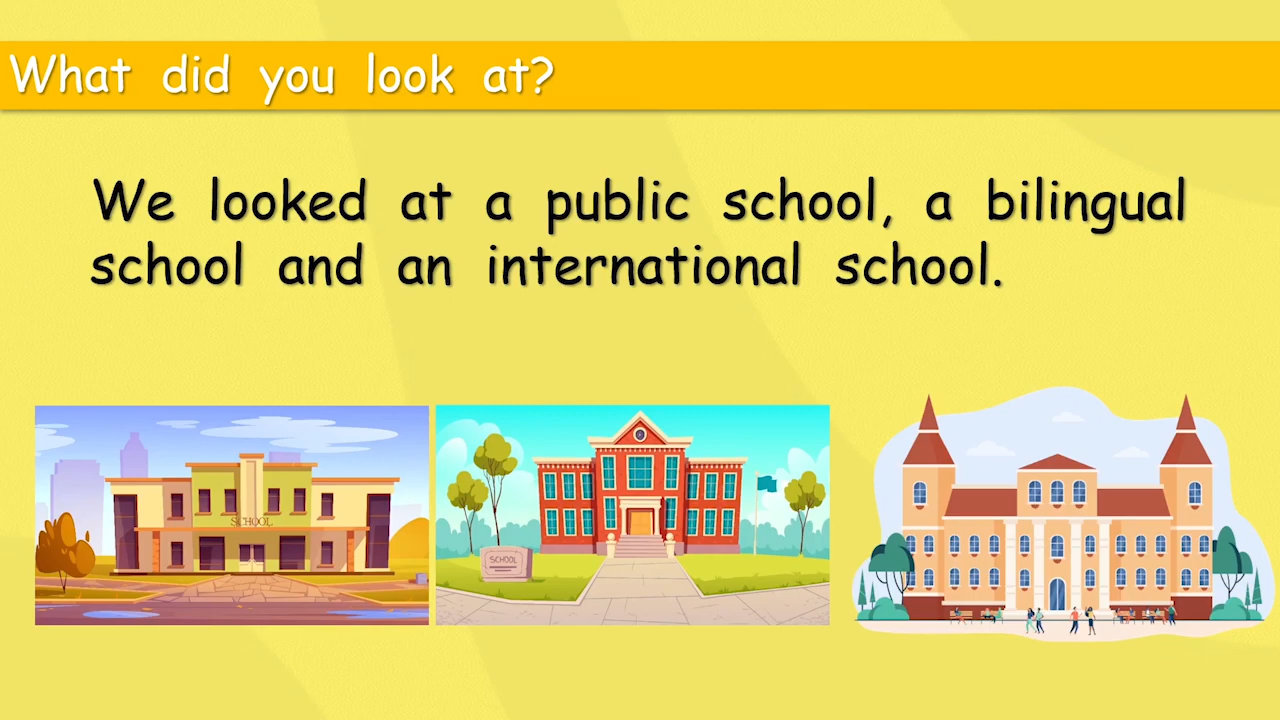 What did you look at?
We looked at a public school, a bilingual
school and an international school.
SCHOOL
SCHOOL